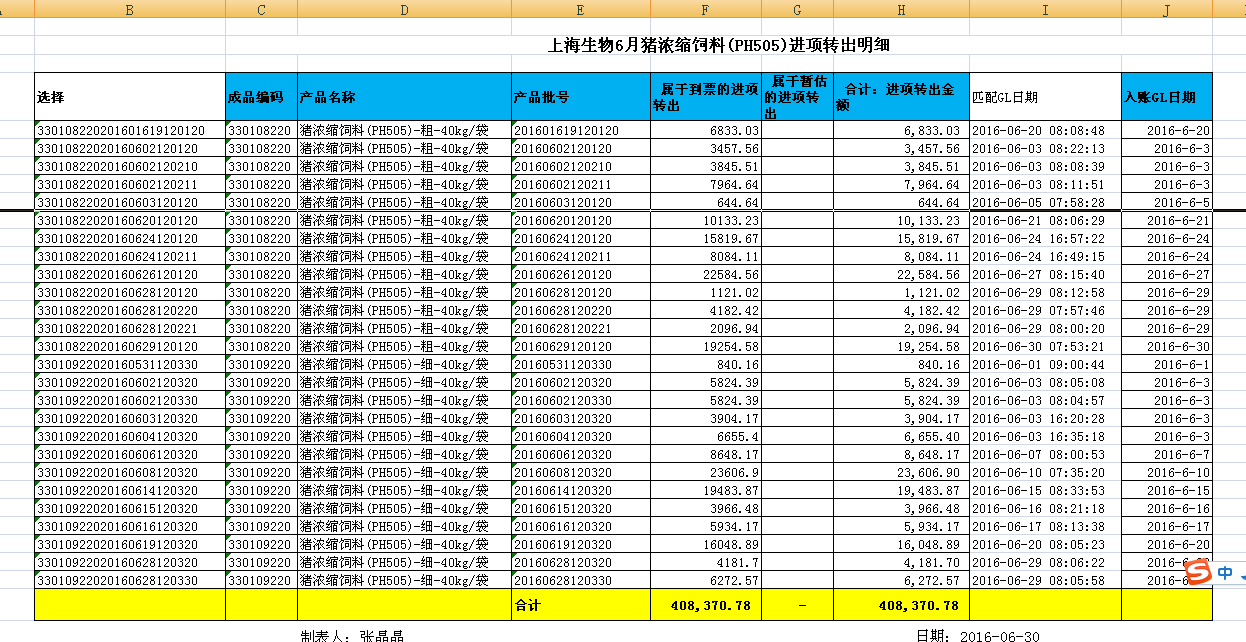 B C D E F G H I J
上海生物6月猪浓缩饲料(PH505)进项转出明细
选择 成品编码 产品名称 产品批号 属于到票的进项转出 属于暂估的进项转出 合计：进项转出金额 匹配GL日期 入账GL日期
330108220201601619120120 330108220 猪浓缩饲料(PH505)-粗-40kg/袋 201601619120120 6833.03 6,833.03 2016-06-20 08:08:48 2016-6-20
33010822020160602120120 330108220 猪浓缩饲料(PH505)-粗-40kg/袋 20160602120120 3457.56 3,457.56 2016-06-03 08:22:13 2016-6-3
33010822020160602120210 330108220 猪浓缩饲料(PH505)-粗-40kg/袋 20160602120210 3845.51 3,845.51 2016-06-03 08:08:39 2016-6-3
33010822020160602120211 330108220 猪浓缩饲料(PH505)-粗-40kg/袋 20160602120211 7964.64 7,964.64 2016-06-03 08:11:51 2016-6-3
33010822020160603120120 330108220 猪浓缩饲料(PH505)-粗-40kg/袋 20160603120120 644.64 644.64 2016-06-05 07:58:28 2016-6-5
33010822020160620120120 330108220 猪浓缩饲料(PH505)-粗-40kg/袋 20160620120120 10133.23 10,133.23 2016-06-21 08:06:29 2016-6-21
33010822020160624120120 330108220 猪浓缩饲料(PH505)-粗-40kg/袋 20160624120120 15819.67 15,819.67 2016-06-24 16:57:22 2016-6-24
33010822020160624120211 330108220 猪浓缩饲料(PH505)-粗-40kg/袋 20160624120211 8084.11 8,084.11 2016-06-24 16:49:15 2016-6-24
33010822020160626120120 330108220 猪浓缩饲料(PH505)-粗-40kg/袋 20160626120120 22584.56 22,584.56 2016-06-27 08:15:40 2016-6-27
33010822020160628120120 330108220 猪浓缩饲料(PH505)-粗-40kg/袋 20160628120120 1121.02 1,121.02 2016-06-29 08:12:58 2016-6-29
33010822020160628120220 330108220 猪浓缩饲料(PH505)-粗-40kg/袋 20160628120220 4182.42 4,182.42 2016-06-29 07:57:46 2016-6-29
33010822020160628120221 330108220 猪浓缩饲料(PH505)-粗-40kg/袋 20160628120221 2096.94 2,096.94 2016-06-29 08:00:20 2016-6-29
33010822020160629120120 330108220 猪浓缩饲料(PH505)-粗-40kg/袋 20160629120120 19254.58 19,254.58 2016-06-30 07:53:21 2016-6-30
33010922020160531120330 330109220 猪浓缩饲料(PH505)-细-40kg/袋 20160531120330 840.16 840.16 2016-06-01 09:00:44 2016-6-1
33010922020160602120320 330109220 猪浓缩饲料(PH505)-细-40kg/袋 20160602120320 5824.39 5,824.39 2016-06-03 08:05:08 2016-6-3
33010922020160602120330 330109220 猪浓缩饲料(PH505)-细-40kg/袋 20160602120330 5824.39 5,824.39 2016-06-03 08:04:57 2016-6-3
33010922020160603120320 330109220 猪浓缩饲料(PH505)-细-40kg/袋 20160603120320 3904.17 3,904.17 2016-06-03 16:20:28 2016-6-3
33010922020160604120320 330109220 猪浓缩饲料(PH505)-细-40kg/袋 20160604120320 6655.4 6,655.40 2016-06-03 16:35:18 2016-6-3
33010922020160606120320 330109220 猪浓缩饲料(PH505)-细-40kg/袋 20160606120320 8648.17 8,648.17 2016-06-07 08:00:53 2016-6-7
33010922020160608120320 330109220 猪浓缩饲料(PH505)-细-40kg/袋 20160608120320 23606.9 23,606.90 2016-06-10 07:35:20 2016-6-10
33010922020160614120320 330109220 猪浓缩饲料(PH505)-细-40kg/袋 20160614120320 19483.87 19,483.87 2016-06-15 08:33:53 2016-6-15
33010922020160615120320 330109220 猪浓缩饲料(PH505)-细-40kg/袋 20160615120320 3966.48 3,966.48 2016-06-16 08:21:18 2016-6-16
33010922020160616120320 330109220 猪浓缩饲料(PH505)-细-40kg/袋 20160616120320 5934.17 5,934.17 2016-06-17 08:13:38 2016-6-17
33010922020160619120320 330109220 猪浓缩饲料(PH505)-细-40kg/袋 20160619120320 16048.89 16,048.89 2016-06-20 08:05:23 2016-6-20
33010922020160628120320 330109220 猪浓缩饲料(PH505)-细-40kg/袋 20160628120320 4181.7 4,181.70 2016-06-29 08:06:22 2016-6
33010922020160628120330 330109220 猪浓缩饲料(PH505)-细-40kg/袋 20160628120330 6272.57 6,272.57 2016-06-29 08:05:58 2016-6
S 中
合计 408,370.78 - 408,370.78
制表人：张晶晶 日期：2016-06-30